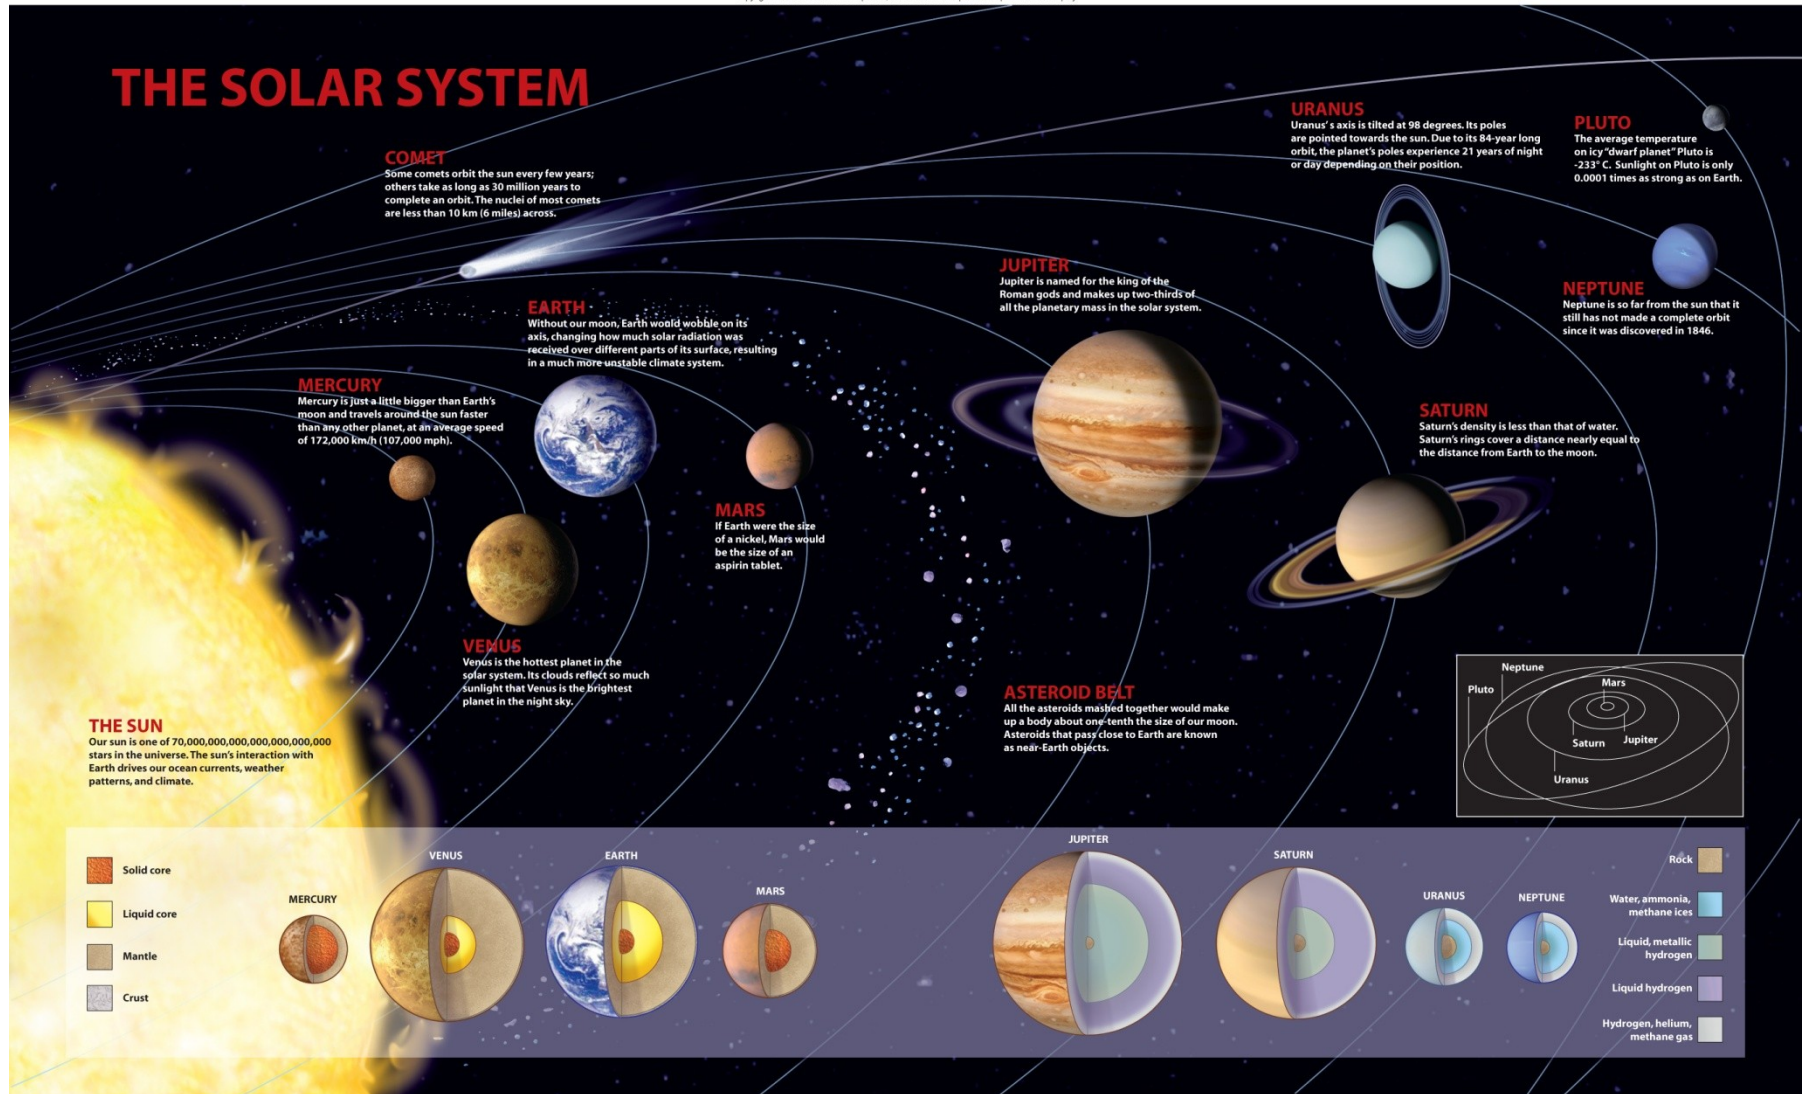 THE SOLAR SYSTEM
COMET
Some comets orbit the sun every few years;
others take as long as 30 million years to
complete an orbit. The nuclei of most comets
are less than 10 km (6 miles) across.
URANUS
Uranus' s axis is tilted at 98 degrees. Its poles
are pointed towards the sun. Due to its 84-year long
orbit, the planet's poles experience 21 years of night
or day depending on their position.
PLUTO
The average temperature
on icy "dwarf planet" Pluto is
-233° C. Sunlight on Pluto is only
0.0001 times as strong as on Earth.
JUPITER
Jupiter is named for the king of the
Roman gods and makes up two-thirds of
all the planetary mass in the solar system.
NEPTUNE
Neptune is so far from the sun that it
still has not made a complete orbit
since it was discovered in 1846.
EARTH
Without our moon, Earth would wobble on its
axis, changing how much solar radiation was
received over different parts of its surface, resulting
in a much more unstable climate system.
MERCURY
Mercury is just a little bigger than Earth's
moon and travels around the sun faster
than any other planet, at an average speed
of 172,000 km/h (107,000 mph).
SATURN
Saturn's density is less than that of water.
Saturn's rings cover a distance nearly equal to
the distance from Earth to the moon.
MARS
If Earth were the size
of a nickel, Mars would
be the size of an
aspirin tablet.
VENUS
Venus is the hottest planet in the
solar system. Its clouds reflect so much
sunlight that Venus is the brightest
planet in the night sky.
ASTEROID BELT
All the asteroids mashed together would make
up a body about one-tenth the size of our moon.
Asteroids that pass close to Earth are known
as near-Earth objects.
THE SUN
Our sun is one of 70,000,000,000,000,000,000,000
stars in the universe. The sun's interaction with
Earth drives our ocean currents, weather
patterns, and climate.
Neptune
Pluto
Mars
Saturn
Jupiter
Uranus
Solid core
Liquid core
Mantle
Crust
MERCURY
VENUS
EARTH
MARS
JUPITER
SATURN
URANUS
NEPTUNE
Rock
Water, ammonia,
methane ices
Liquid, metallic
hydrogen
Liquid hydrogen
Hydrogen, helium,
methane gas